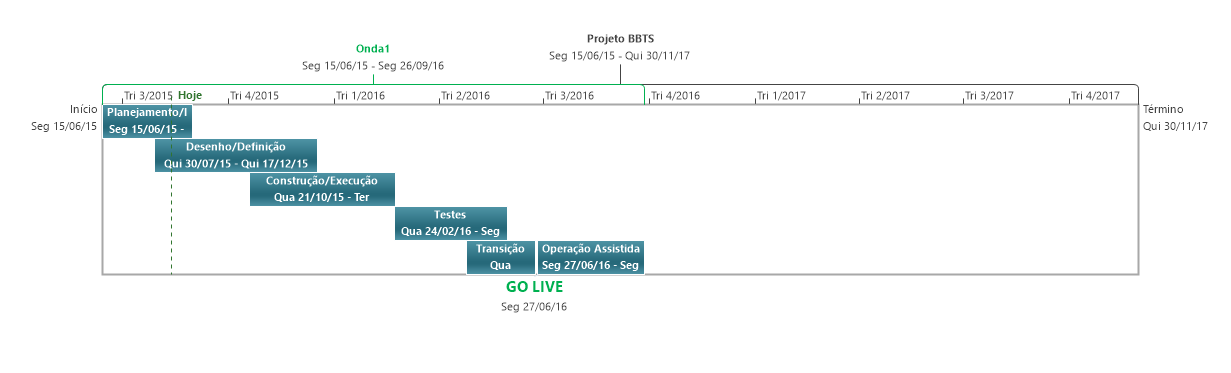 Projeto BBTS
Seg 15/06/15 - Qui 30/11/17
Onda1
Seg 15/06/15 - Seg 26/09/16
Tri 3/2015 Hoje Tri 4/2015 Tri 1/2016 Tri 2/2016 Tri 3/2016 Tri 4/2016 Tri 1/2017 Tri 2/2017 Tri 3/2017 Tri 4/2017
Início
Seg 15/06/15
Planejamento/I
Seg 15/06/15 -
Término
Qui 30/11/17
Desenho/Definição
Qui 30/07/15 - Qui 17/12/15
Construção/Execução
Qua 21/10/15 - Ter
Testes
Qua 24/02/16 - Seg
Transição
Qua
Operação Assistida
Seg 27/06/16 - Seg
GO LIVE
Seg 27/06/16